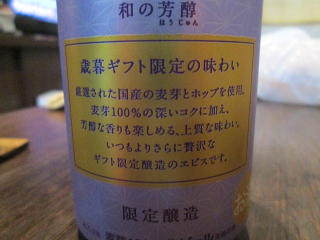 和の芳醇
ほうじゅん
歳暮ギフト限定の味わい
厳選された国産の麦芽とホップを使用。
麦芽100%の深いコクに加え、
芳醇な香りも楽しめる、上質な味わい。
いつもよりさらに贅沢な
ギフト限定醸造のヱビスです。
限定醸造